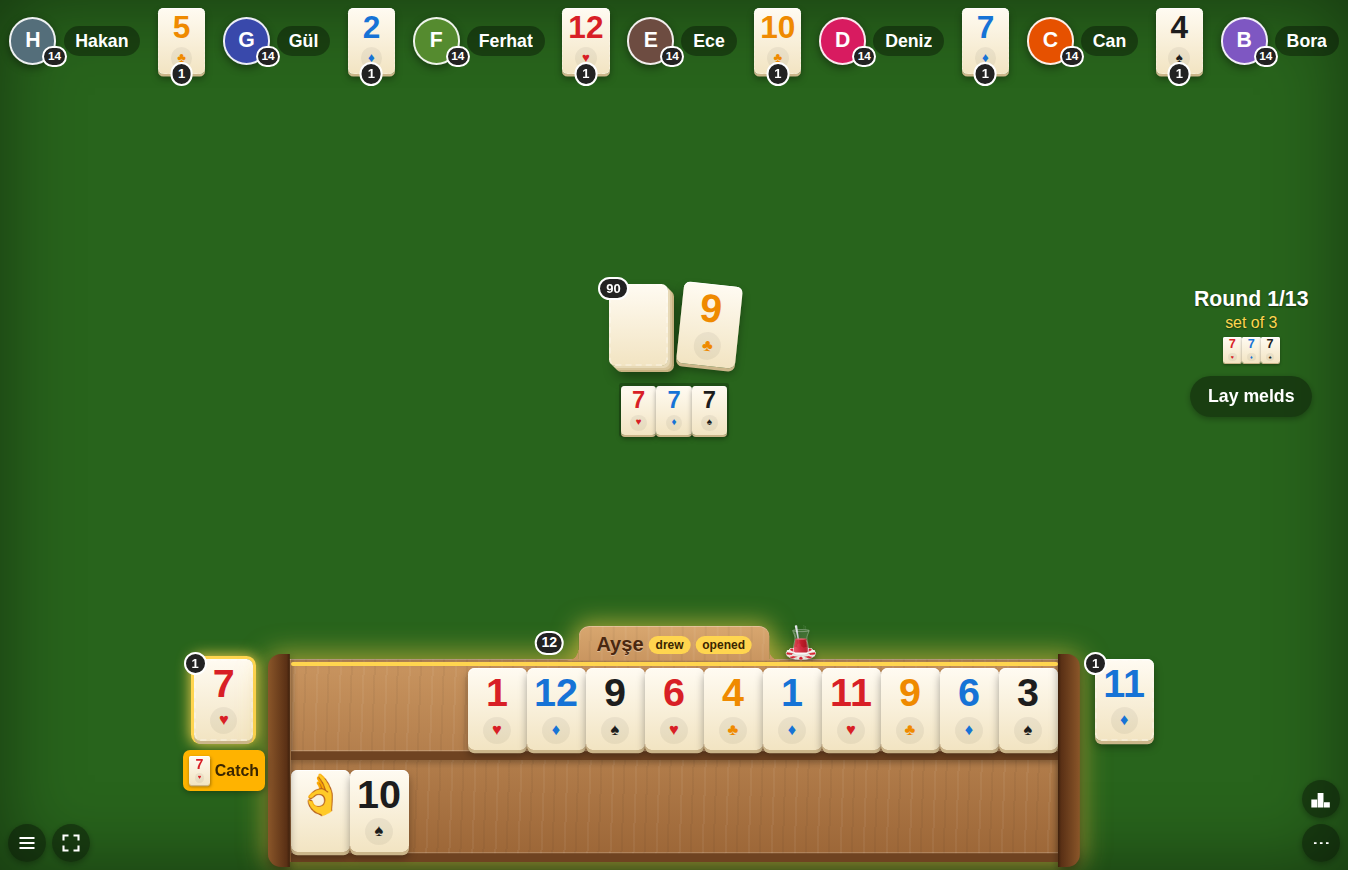 H 14 Hakan 5 1 G 14 Gül 2 1 F 14 Ferhat 12 1 E 14 Ece 10 1 D 14 Deniz 7 1 C 14 Can 4 1 B 14 Bora
90 9
Round 1/13
set of 3
7 7 7
Lay melds
7 7 7
12 Ayşe drew opened
1 7
1 12 9 6 4 1 11 9 6 3
1 11
7 Catch
10